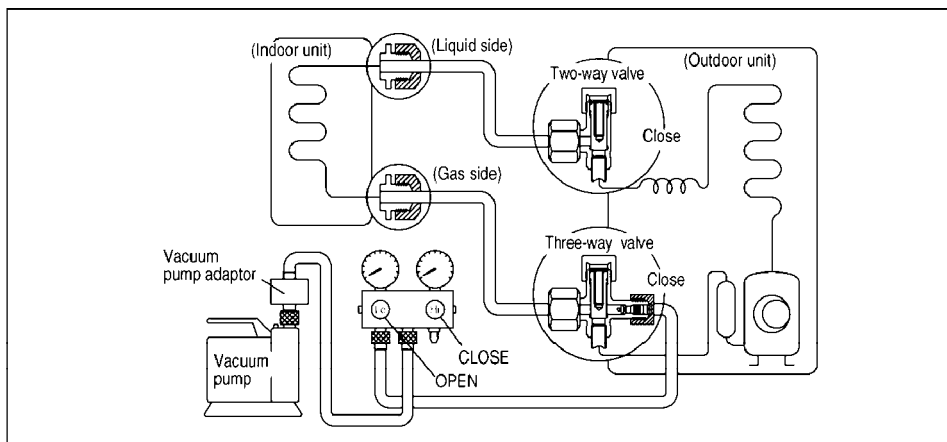 (Indoor unit)
(Liquid side)
Two-way valve
(Outdoor unit)
Close
(Gas side)
Three-way valve
Close
Vacuum
pump adaptor
Lo
Hi
CLOSE
OPEN
Vacuum
pump